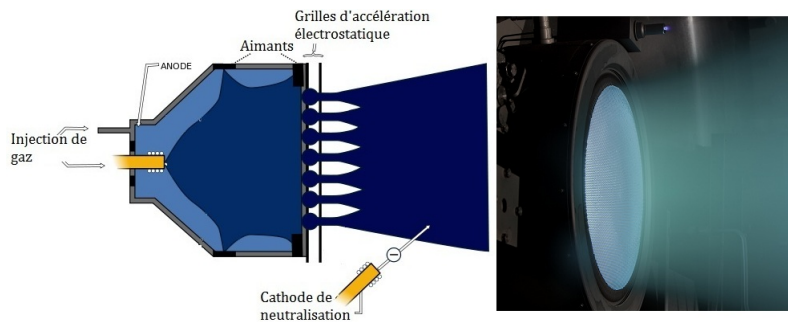 Grilles d'accélération
électrostatique
Aimants
ANODE
Injection de
gaz
Cathode de
neutralisation